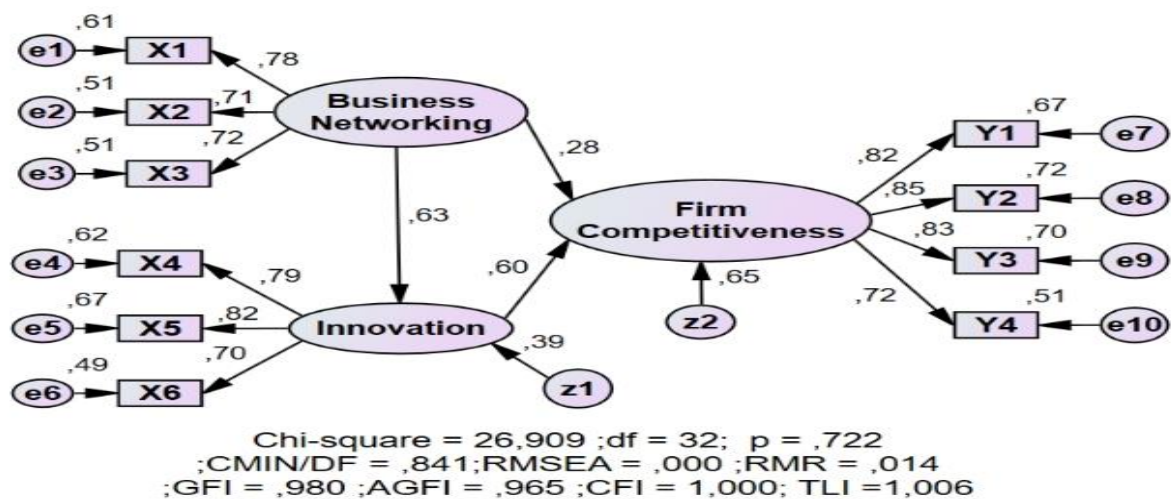 ,61
e1
X1
,78
,51
e2
X2
,71
,51
e3
X3
,72
Business
Networking
,28
,63
,62
e4
X4
,79
,67
e5
X5
,82
,49
e6
X6
,70
Innovation
,60
,39
z1
Firm
Competitiveness
,65
z2
,67
,82
Y1
e7
,72
,85
Y2
e8
,70
,83
Y3
e9
,51
,72
Y4
e10
Chi-square = 26,909 ;df = 32; p = ,722
;CMIN/DF = ,841;RMSEA = ,000 ;RMR = ,014
;GFI = ,980 ;AGFI = ,965 ;CFI = 1,000; TLI =1,006